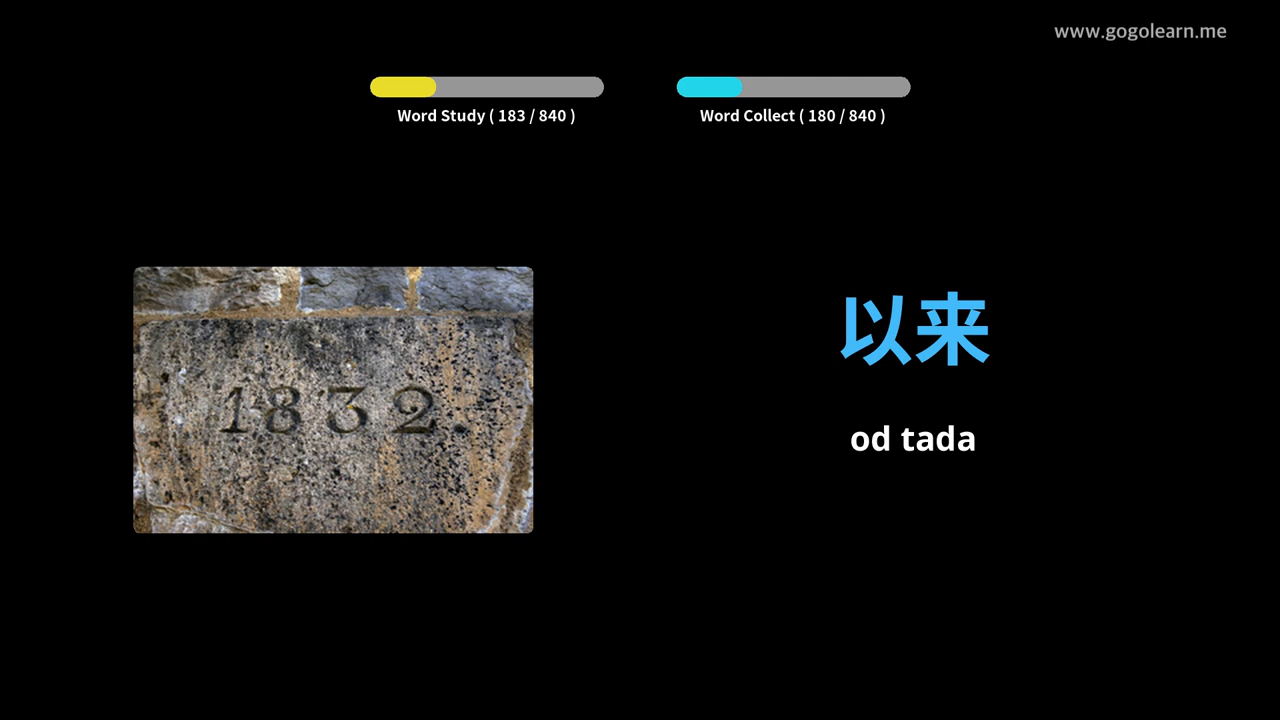 www.gogolearn.me
Word Study ( 183 / 840 )
Word Collect ( 180 / 840 )
1832.
以来
od tada